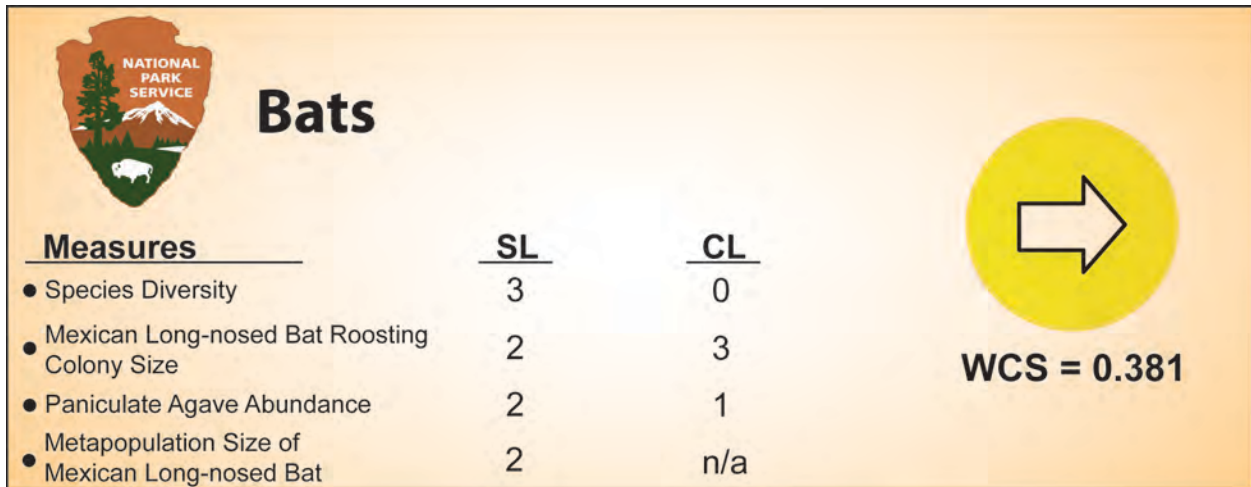 NATIONAL
PARK
SERVICE
Bats
Measures SL CL
● Species Diversity 3 0
● Mexican Long-nosed Bat Roosting
Colony Size 2 3
● Paniculate Agave Abundance 2 1
● Metapopulation Size of
Mexican Long-nosed Bat 2 n/a
WCS = 0.381